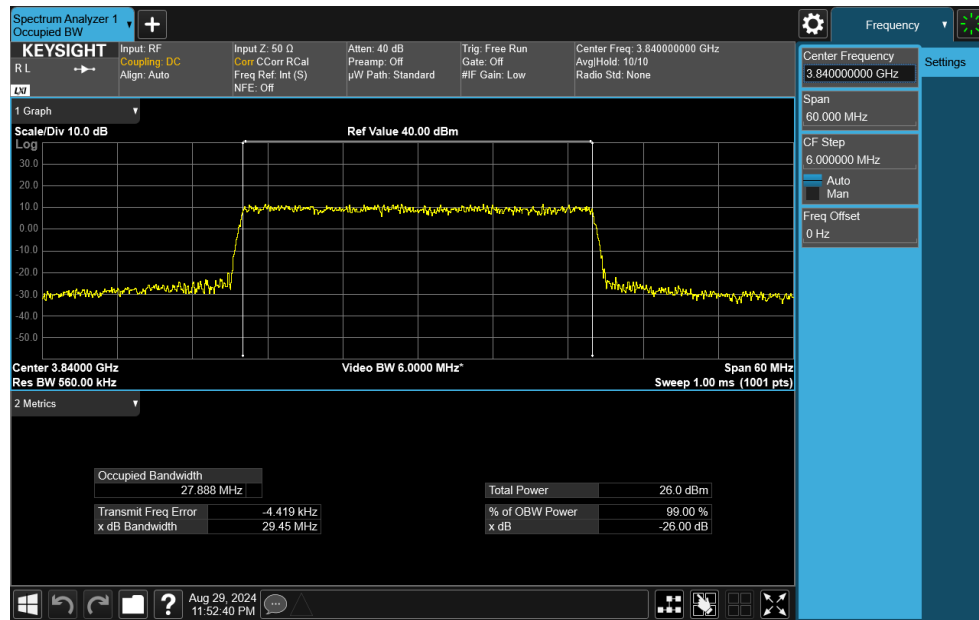 Spectrum Analyzer 1
Occupied BW
Frequency
KEYSIGHT
R L
LXI
Input: RF
Coupling: DC
Align: Auto
Input Z: 50 Ω
Corr CCorr RCal
Freq Ref: Int (S)
NFE: Off
Atten: 40 dB
Preamp: Off
µW Path: Standard
Trig: Free Run
Gate: Off
#IF Gain: Low
Center Freq: 3.840000000 GHz
Avg|Hold: 10/10
Radio Std: None
Center Frequency
3.840000000 GHz
Settings
Span
60.000 MHz
CF Step
6.000000 MHz
Auto
Man
Freq Offset
0 Hz
1 Graph
Scale/Div 10.0 dB
Ref Value 40.00 dBm
Log
30.0
20.0
10.0
0.00
-10.0
-20.0
-30.0
-40.0
-50.0
Center 3.84000 GHz
Video BW 6.0000 MHz*
Span 60 MHz
Res BW 560.00 kHz
Sweep 1.00 ms (1001 pts)
2 Metrics
Occupied Bandwidth
27.888 MHz
Total Power 26.0 dBm
Transmit Freq Error -4.419 kHz
% of OBW Power 99.00 %
x dB Bandwidth 29.45 MHz
x dB -26.00 dB
?
Aug 29, 2024
11:52:40 PM